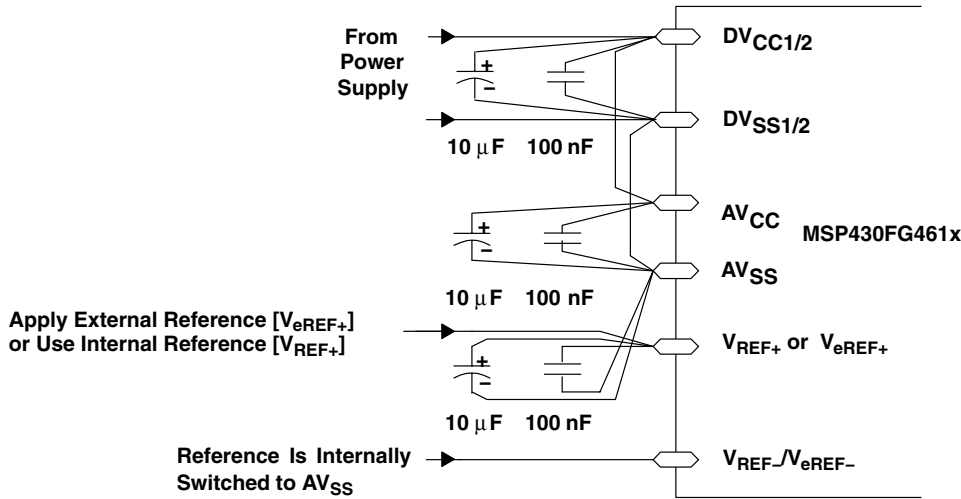 From
Power
Supply
+
−
10 μF 100 nF
DVCC1/2
DVSS1/2
+
−
10 μF 100 nF
AVCC
MSP430FG461x
AVSS
Apply External Reference [VeREF+]
or Use Internal Reference [VREF+]
+
−
10 μF 100 nF
VREF+ or VeREF+
Reference Is Internally
Switched to AVSS
VREF−/VeREF−